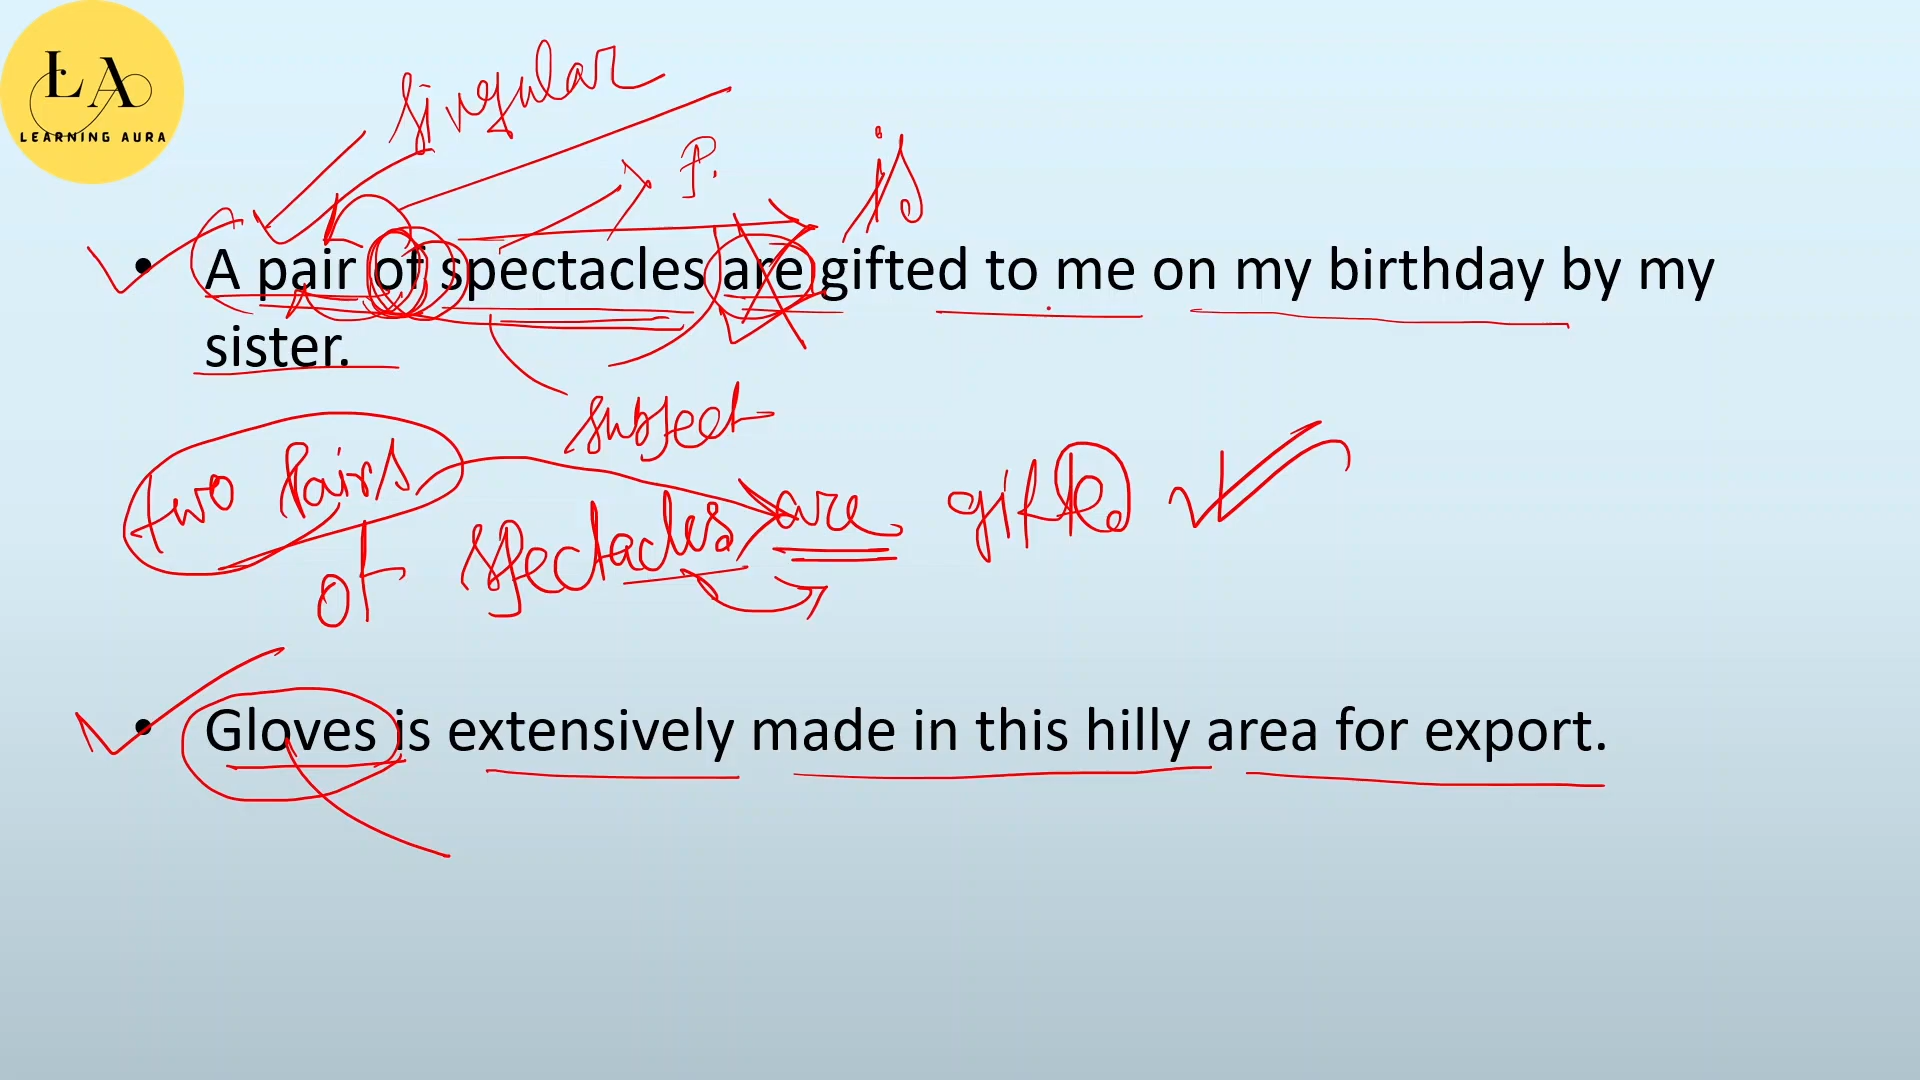 LA
LEARNING AURA
singular
P.
is
• A pair of spectacles are gifted to me on my birthday by my
sister.
subject
two pairs
of spectacles are gifted
• Gloves is extensively made in this hilly area for export.